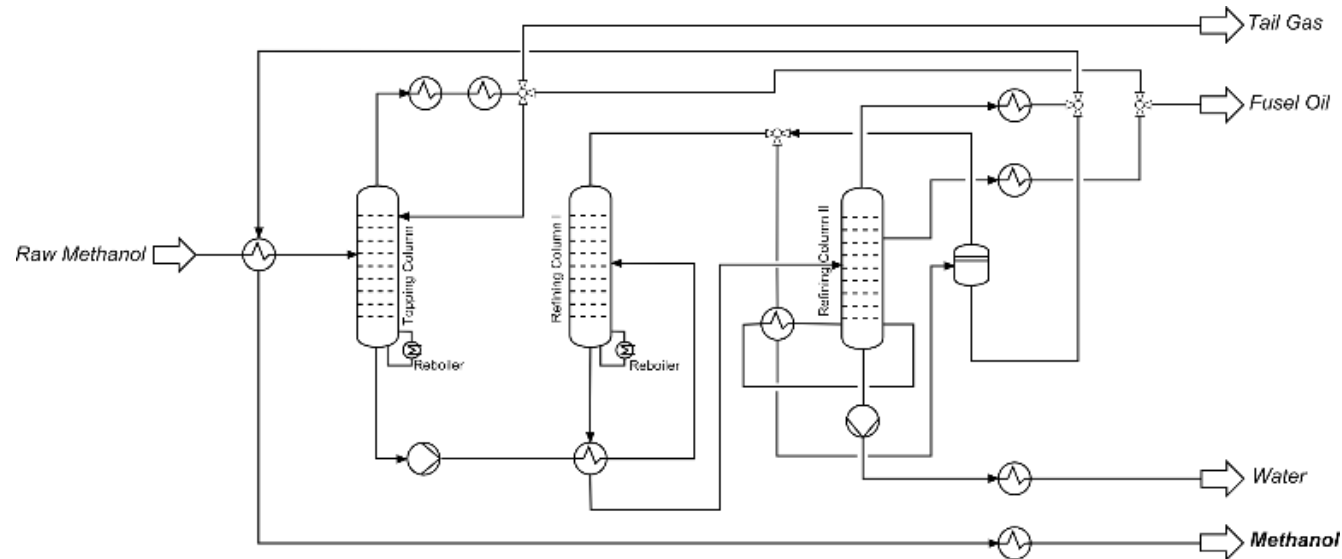 Tail Gas
Fusel Oil
Raw Methanol
Topping Column
Refining Column I
Refining Column II
Reboiler
Reboiler
Water
Methanol